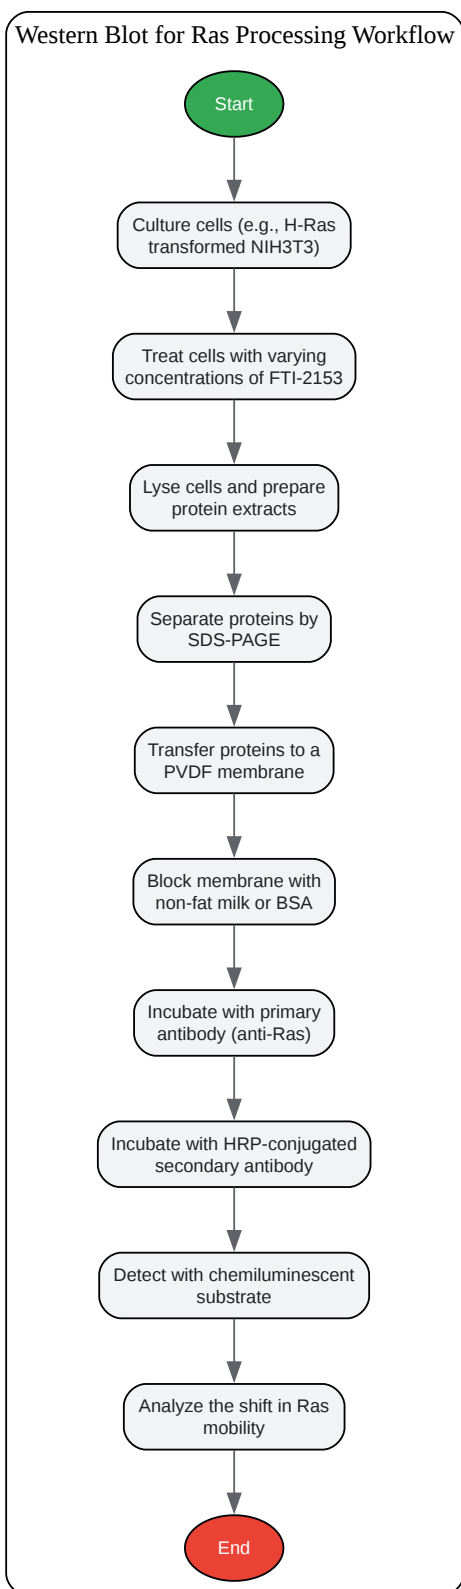 Western Blot for Ras Processing Workflow
Start
Culture cells (e.g., H-Ras
transformed NIH3T3)
Treat cells with varying
concentrations of FTI-2153
Lyse cells and prepare
protein extracts
Separate proteins by
SDS-PAGE
Transfer proteins to a
PVDF membrane
Block membrane with
non-fat milk or BSA
Incubate with primary
antibody (anti-Ras)
Incubate with HRP-conjugated
secondary antibody
Detect with chemiluminescent
substrate
Analyze the shift in Ras
mobility
End